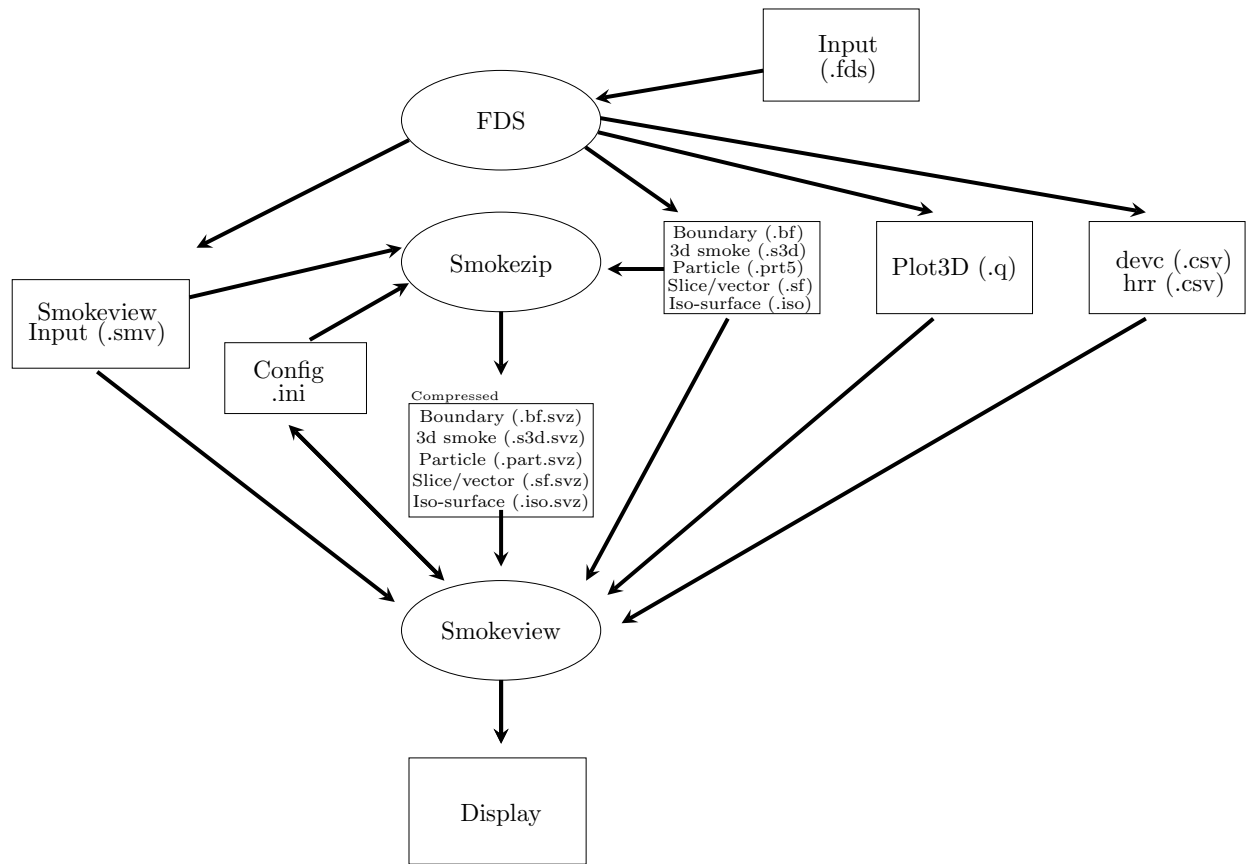 Input
(.fds)
FDS
Smokezip
Boundary (.bf)
3d smoke (.s3d)
Particle (.prt5)
Slice/vector (.sf)
Iso-surface (.iso)
Plot3D (.q)
devc (.csv)
hrr (.csv)
Smokeview
Input (.smv)
Config
.ini
Compressed
Boundary (.bf.svz)
3d smoke (.s3d.svz)
Particle (.part.svz)
Slice/vector (.sf.svz)
Iso-surface (.iso.svz)
Smokeview
Display